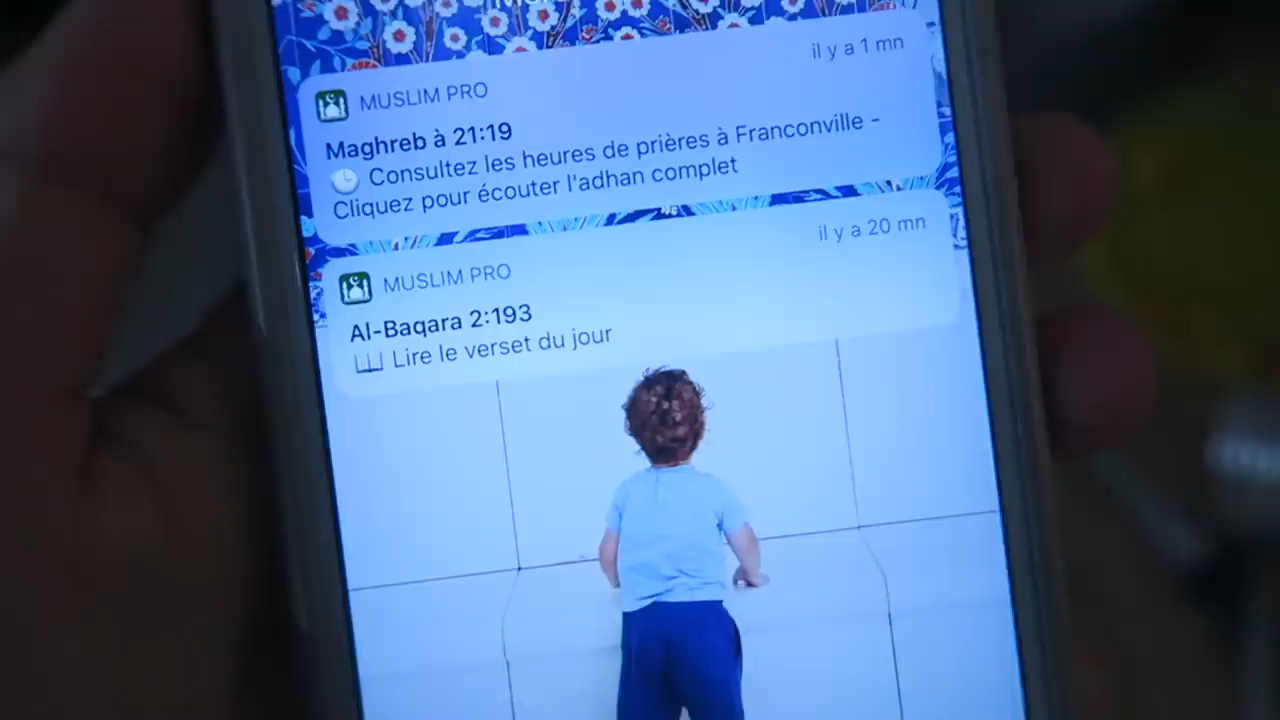 il y a 1 mn
MUSLIM PRO
Maghreb à 21:19
Consultez les heures de prières à Franconville -
Cliquez pour écouter l'adhan complet
il y a 20 mn
MUSLIM PRO
Al-Baqara 2:193
Lire le verset du jour